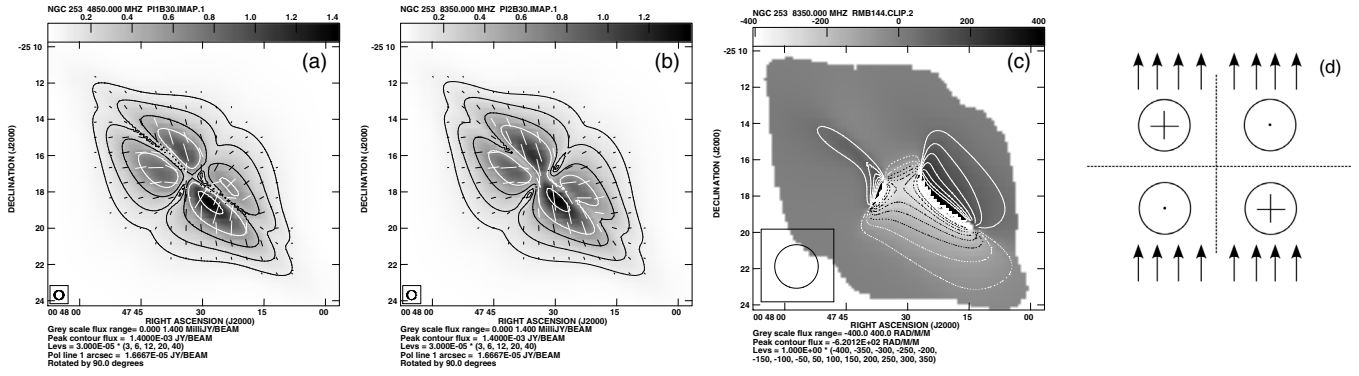 NGC 253 4850.000 MHZ PI1B30.IMAP.1
0.2 0.4 0.6 0.8 1.0 1.2
(a)
-25 10
12
14
16
18
20
22
24
DECLINATION (J2000)
00 48 00 47 45 30 15 00
RIGHT ASCENSION (J2000)
Grey scale flux range= 0.000 1.400 MilliJY/BEAM
Peak contour flux = 1.4000E-03 JY/BEAM
Levs = 3.000E-05 * (3, 6, 12, 20, 40)
Pol line 1 arcsec = 1.6667E-05 JY/BEAM
Rotated by 90.0 degrees
NGC 253 8350.000 MHZ PI2B30.IMAP.1
0.2 0.4 0.6 0.8 1.0 1.2
(b)
-25 10
12
14
16
18
20
22
24
DECLINATION (J2000)
00 48 00 47 45 30 15 00
RIGHT ASCENSION (J2000)
Grey scale flux range= 0.000 1.400 MilliJY/BEAM
Peak contour flux = 1.4000E-03 JY/BEAM
Levs = 3.000E-05 * (3, 6, 12, 20, 40)
Pol line 1 arcsec = 1.6667E-05 JY/BEAM
Rotated by 90.0 degrees
NGC 253 8350.000 MHZ RMB144.CLIP.2
-400 -200 0 200 400
(c)
-25 10
12
14
16
18
20
22
24
DECLINATION (J2000)
00 48 00 47 45 30 15 00
RIGHT ASCENSION (J2000)
Grey scale flux range= -400.0 400.0 RAD/M/M
Peak contour flux = -6.2012E+02 RAD/M/M
Levs = 1.000E+00 * (-400, -350, -300, -250, -200,
-150, -100, -50, 50, 100, 150, 200, 250, 300, 350)
(d)